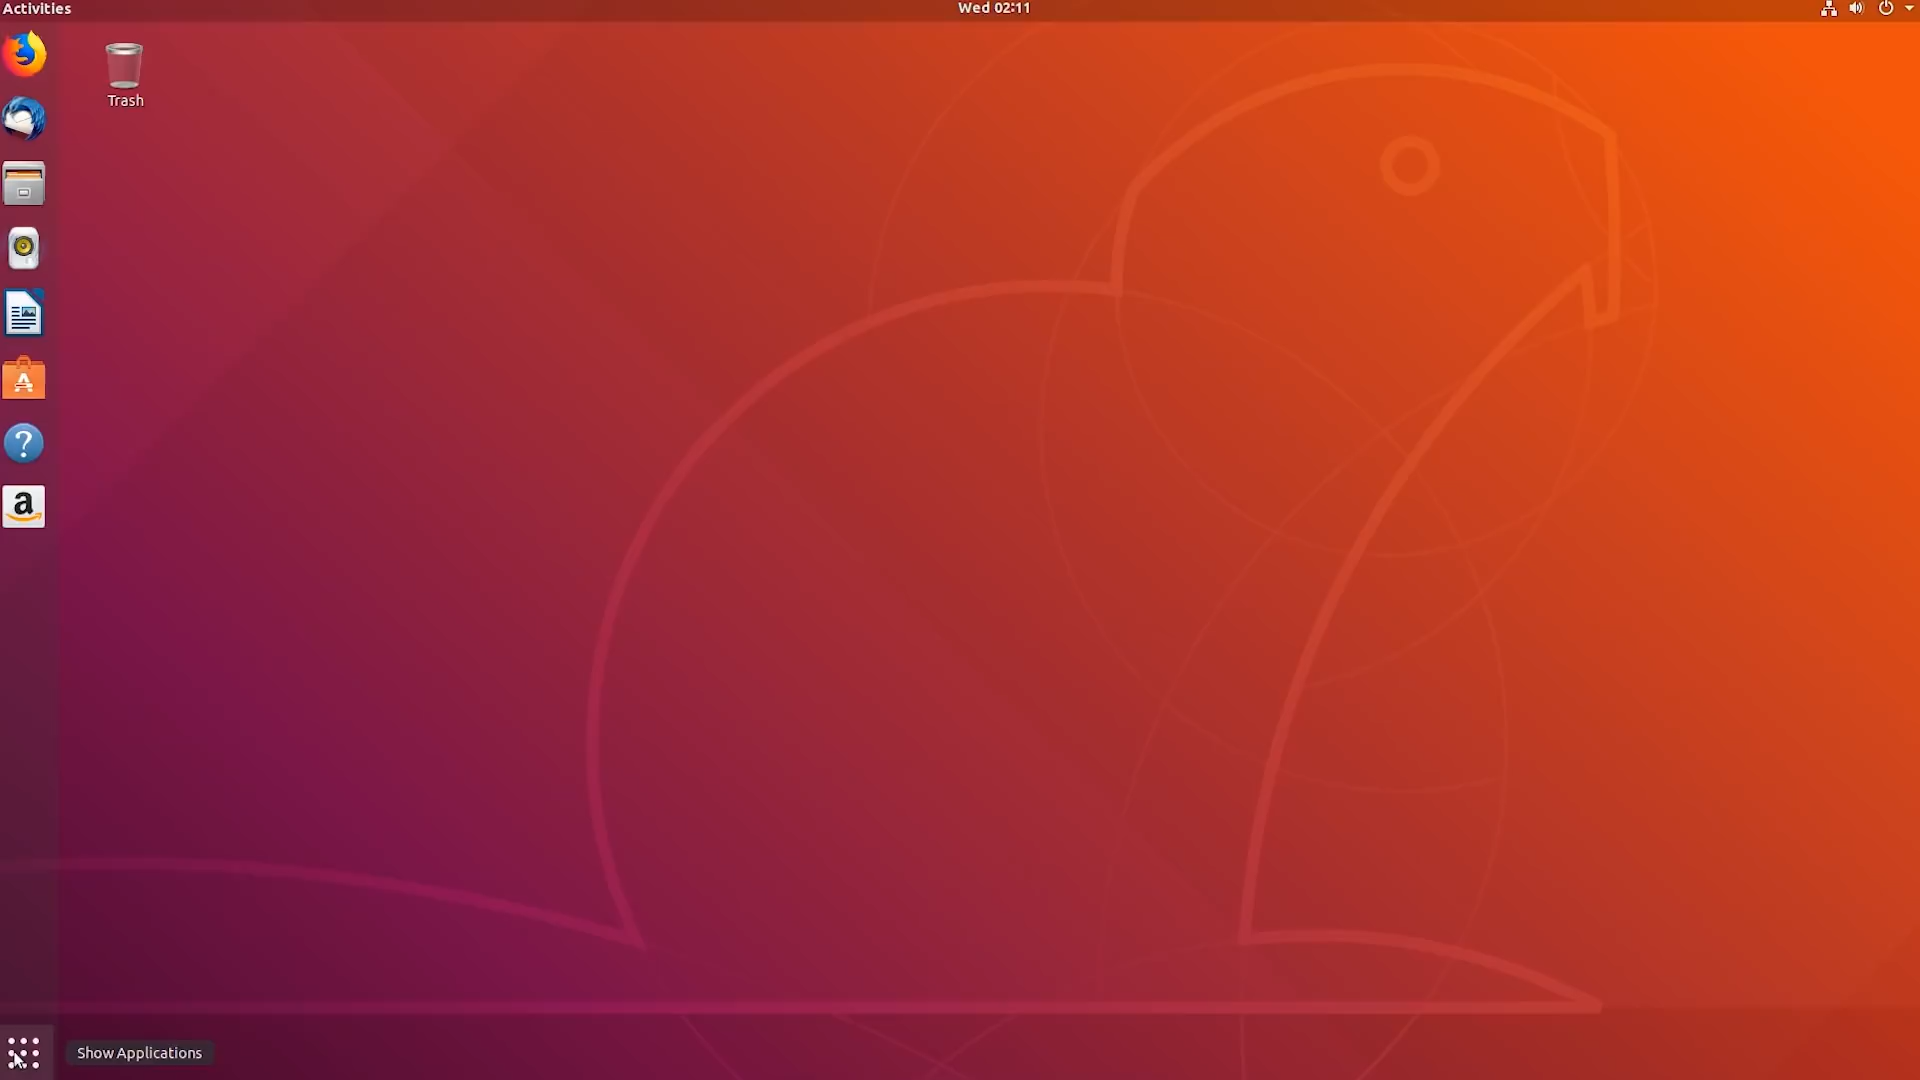 Activities
Wed 02:11
Trash
?
a
Show Applications